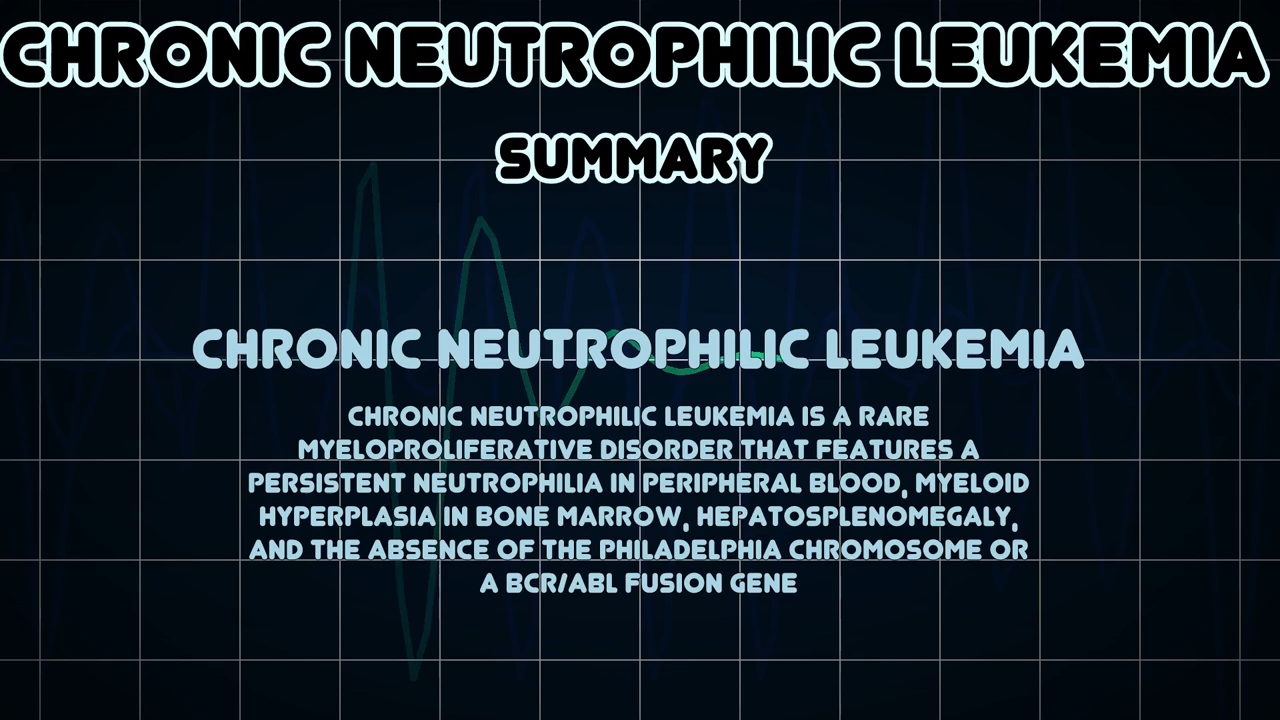 CHRONIC NEUTROPHILIC LEUKEMIA
SUMMARY
CHRONIC NEUTROPHILIC LEUKEMIA
CHRONIC NEUTROPHILIC LEUKEMIA IS A RARE
MYELOPROLIFERATIVE DISORDER THAT FEATURES A
PERSISTENT NEUTROPHILIA IN PERIPHERAL BLOOD, MYELOID
HYPERPLASIA IN BONE MARROW, HEPATOSPLENOMEGALY,
AND THE ABSENCE OF THE PHILADELPHIA CHROMOSOME OR
A BCR/ABL FUSION GENE